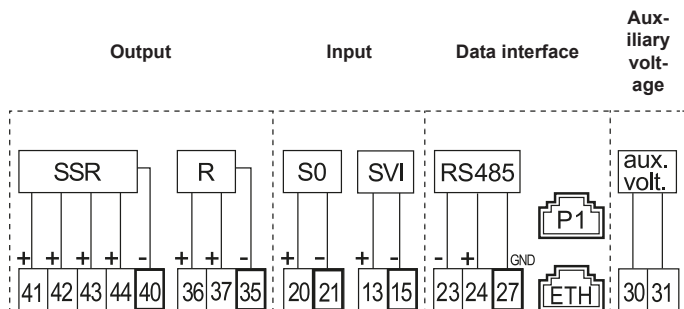 Output Input Data interface Aux-
iliary
volt-
age
SSR R S0 SVI RS485 aux.
volt.
P1
+ + + + - + + - + - + - - + GND
41 42 43 44 40 36 37 35 20 21 13 15 23 24 27 ETH 30 31